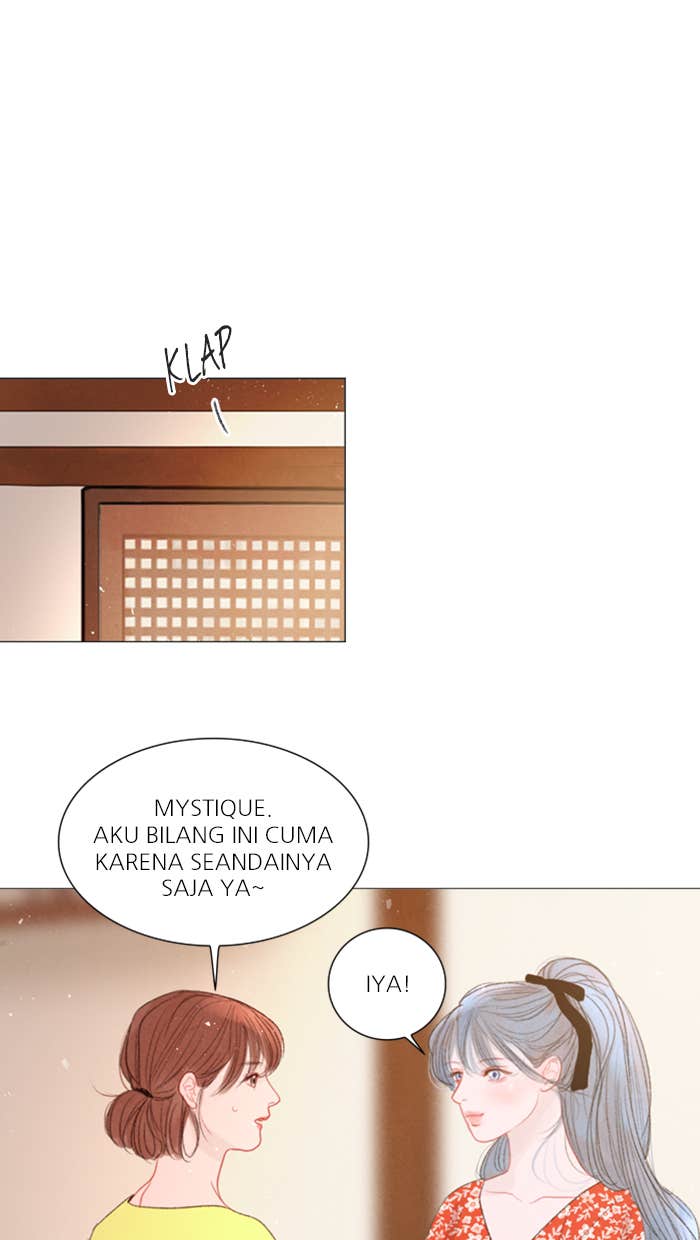 KLAP
MYSTIQUE.
AKU BILANG INI CUMA
KARENA SEANDAINYA
SAJA YA~
IYA!